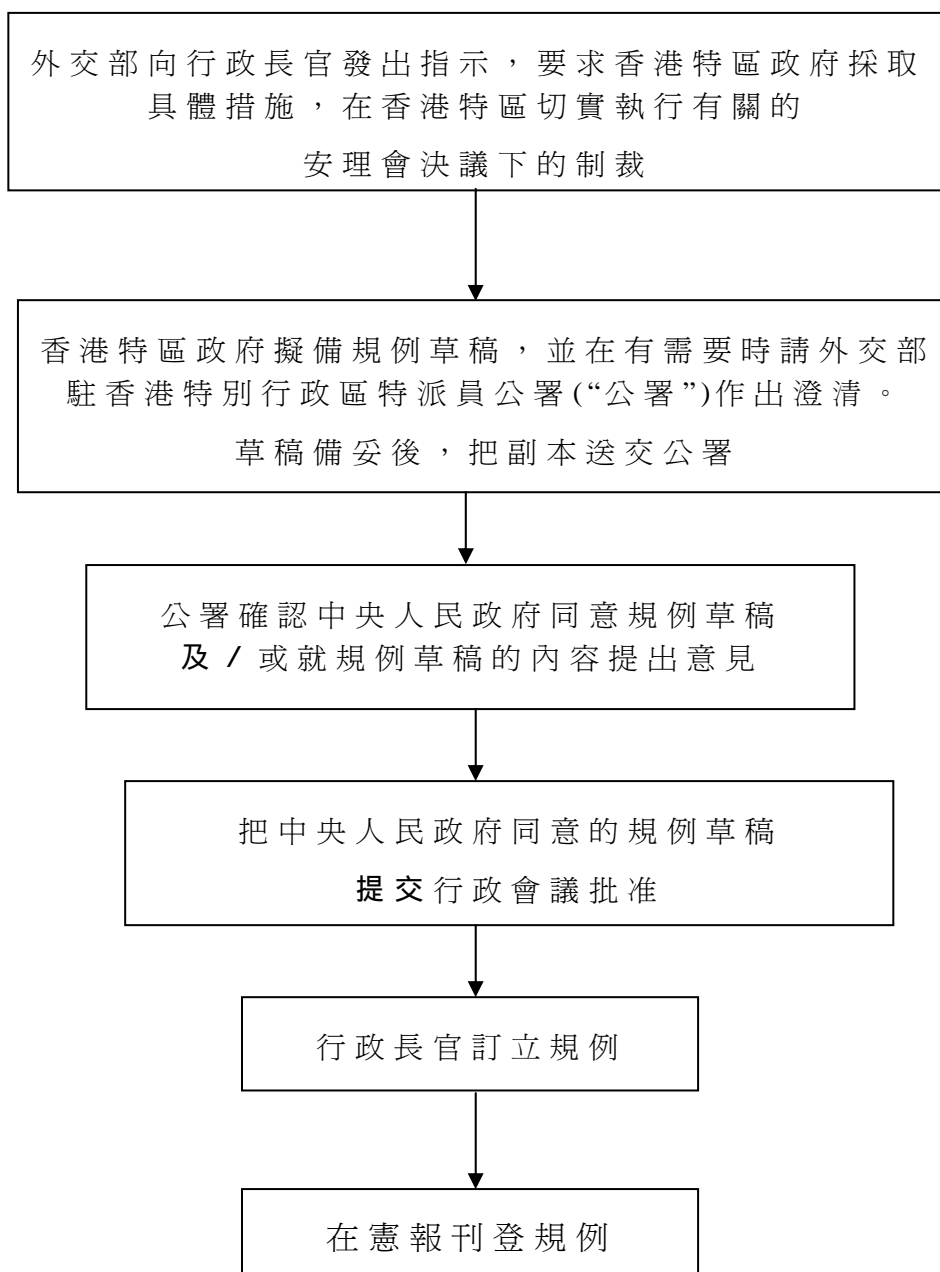 外交部向行政長官發出指示，要求香港特區政府採取
具體措施，在香港特區切實執行有關的
安理會決議下的制裁
香港特區政府擬備規例草稿，並在有需要時請外交部
駐香港特別行政區特派員公署(“公署”)作出澄清。
草稿備妥後，把副本送交公署
公署確認中央人民政府同意規例草稿
及 / 或就規例草稿的內容提出意見
把中央人民政府同意的規例草稿
提交行政會議批准
行政長官訂立規例
在憲報刊登規例